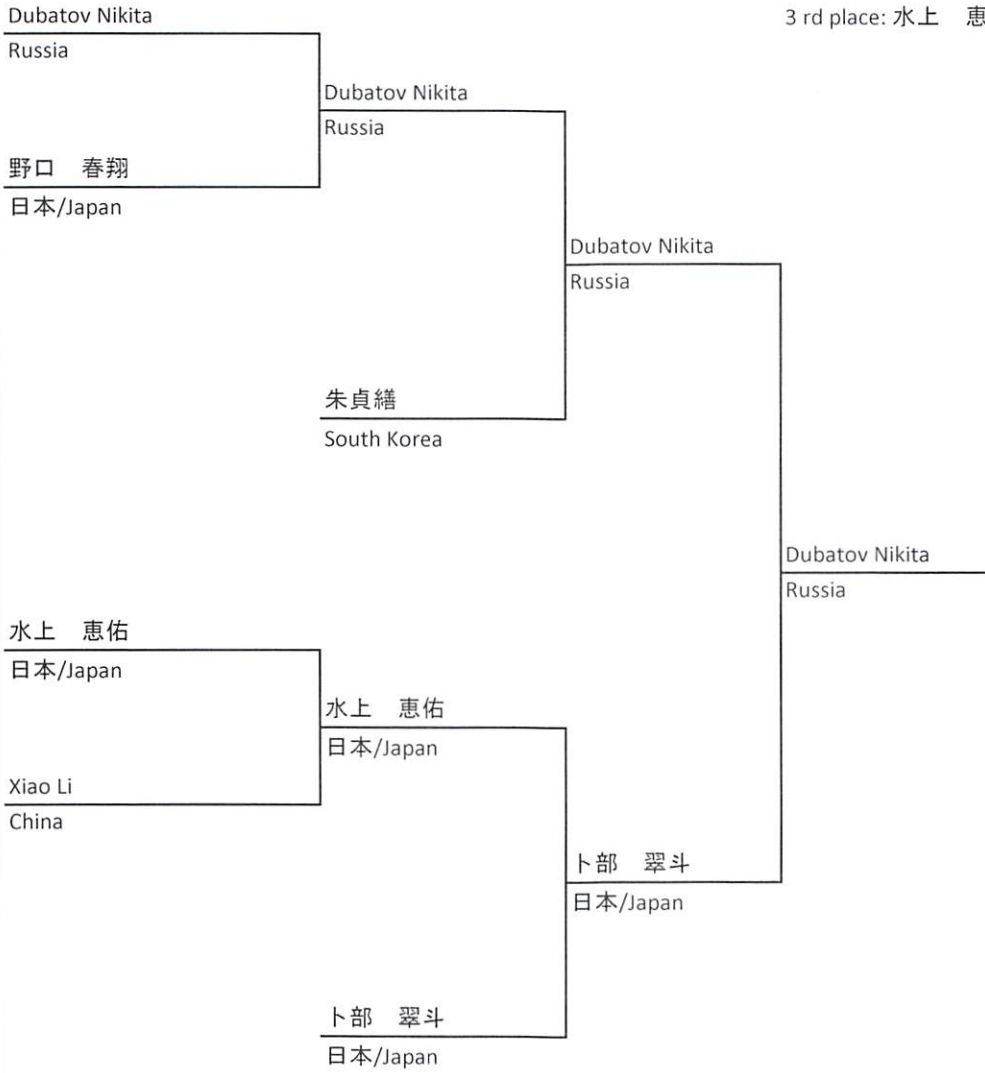 Dubatov Nikita
Russia
3 rd place: 水上　恵
Dubatov Nikita
Russia
野口　春翔
日本/Japan
Dubatov Nikita
Russia
朱貞繕
South Korea
Dubatov Nikita
Russia
水上　恵佑
日本/Japan
水上　恵佑
日本/Japan
Xiao Li
China
卜部　翠斗
日本/Japan
卜部　翠斗
日本/Japan